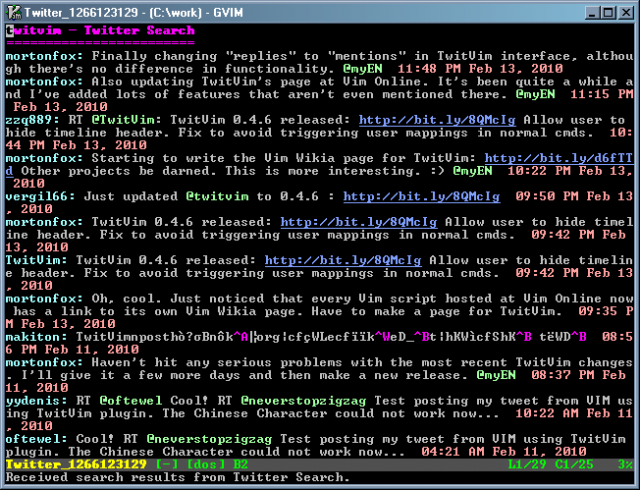 Twitter_1266123129 - (C:\work) - GVIM
twitvim - Twitter Search
========================
mortonfox: Finally changing "replies" to "mentions" in TwitVim interface, althou
gh there's no difference in functionality. @myEN  11:48 PM Feb 13, 2010
mortonfox: Also updating TwitVim's page at Vim Online. It's been quite a while a
nd I've added lots of features that aren't even mentioned there. @myEN  11:15 PM
 Feb 13, 2010
zzq889: RT @TwitVim: TwitVim 0.4.6 released: http://bit.ly/8QMcIg Allow user to
hide timeline header. Fix to avoid triggering user mappings in normal cmds.  10:
44 PM Feb 13, 2010
mortonfox: Starting to write the Vim Wikia page for TwitVim: http://bit.ly/d6fTT
d Other projects be darned. This is more interesting. :) @myEN  10:22 PM Feb 13,
 2010
vergil66: Just updated @twitvim to 0.4.6 : http://bit.ly/8QMcIg  09:50 PM Feb 13
, 2010
mortonfox: TwitVim 0.4.6 released: http://bit.ly/8QMcIg Allow user to hide timel
ine header. Fix to avoid triggering user mappings in normal cmds.  09:42 PM Feb
13, 2010
TwitVim: TwitVim 0.4.6 released: http://bit.ly/8QMcIg Allow user to hide timelin
e header. Fix to avoid triggering user mappings in normal cmds.  09:42 PM Feb 13
, 2010
mortonfox: Oh, cool. Just noticed that every Vim script hosted at Vim Online now
 has a link to its own Vim Wikia page. Have to make a page for TwitVim.  09:35 P
M Feb 13, 2010
makiton: 08:5
6 PM Feb 11, 2010
mortonfox: Haven't hit any serious problems with the most recent TwitVim changes
. I'll give it a few more days and then make a new release. @myEN  08:37 PM Feb
11, 2010
yydenis: RT @oftewel Cool! RT @neverstopzigzag Test posting my tweet from VIM us
ing TwitVim plugin. The Chinese Character could not work now...  10:22 AM Feb 11
, 2010
oftewel: Cool! RT @neverstopzigzag Test posting my tweet from VIM using TwitVim
plugin. The Chinese Character could not work now...  04:21 AM Feb 11, 2010
Twitter_1266123129 [-] [dos] B2 L1/29 C1/25 3%
Received search results from Twitter Search.